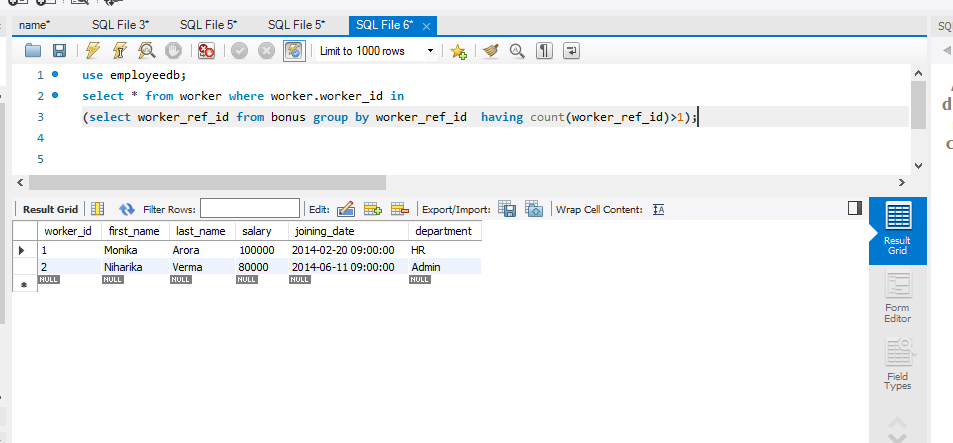 name* SQL File 3* SQL File 5* SQL File 5* SQL File 6* ×
SQ
Limit to 1000 rows
1 use employeedb;
2 select * from worker where worker.worker_id in
3 (select worker_ref_id from bonus group by worker_ref_id  having count(worker_ref_id)>1);
4
5
d
c
Result Grid Filter Rows: Edit: Export/Import: Wrap Cell Content: IA
worker_id first_name last_name salary joining_date department
1 Monika Arora 100000 2014-02-20 09:00:00 HR
2 Niharika Verma 80000 2014-06-11 09:00:00 Admin
NULL NULL NULL NULL NULL NULL
Result
Grid
Form
Editor
Field
Types